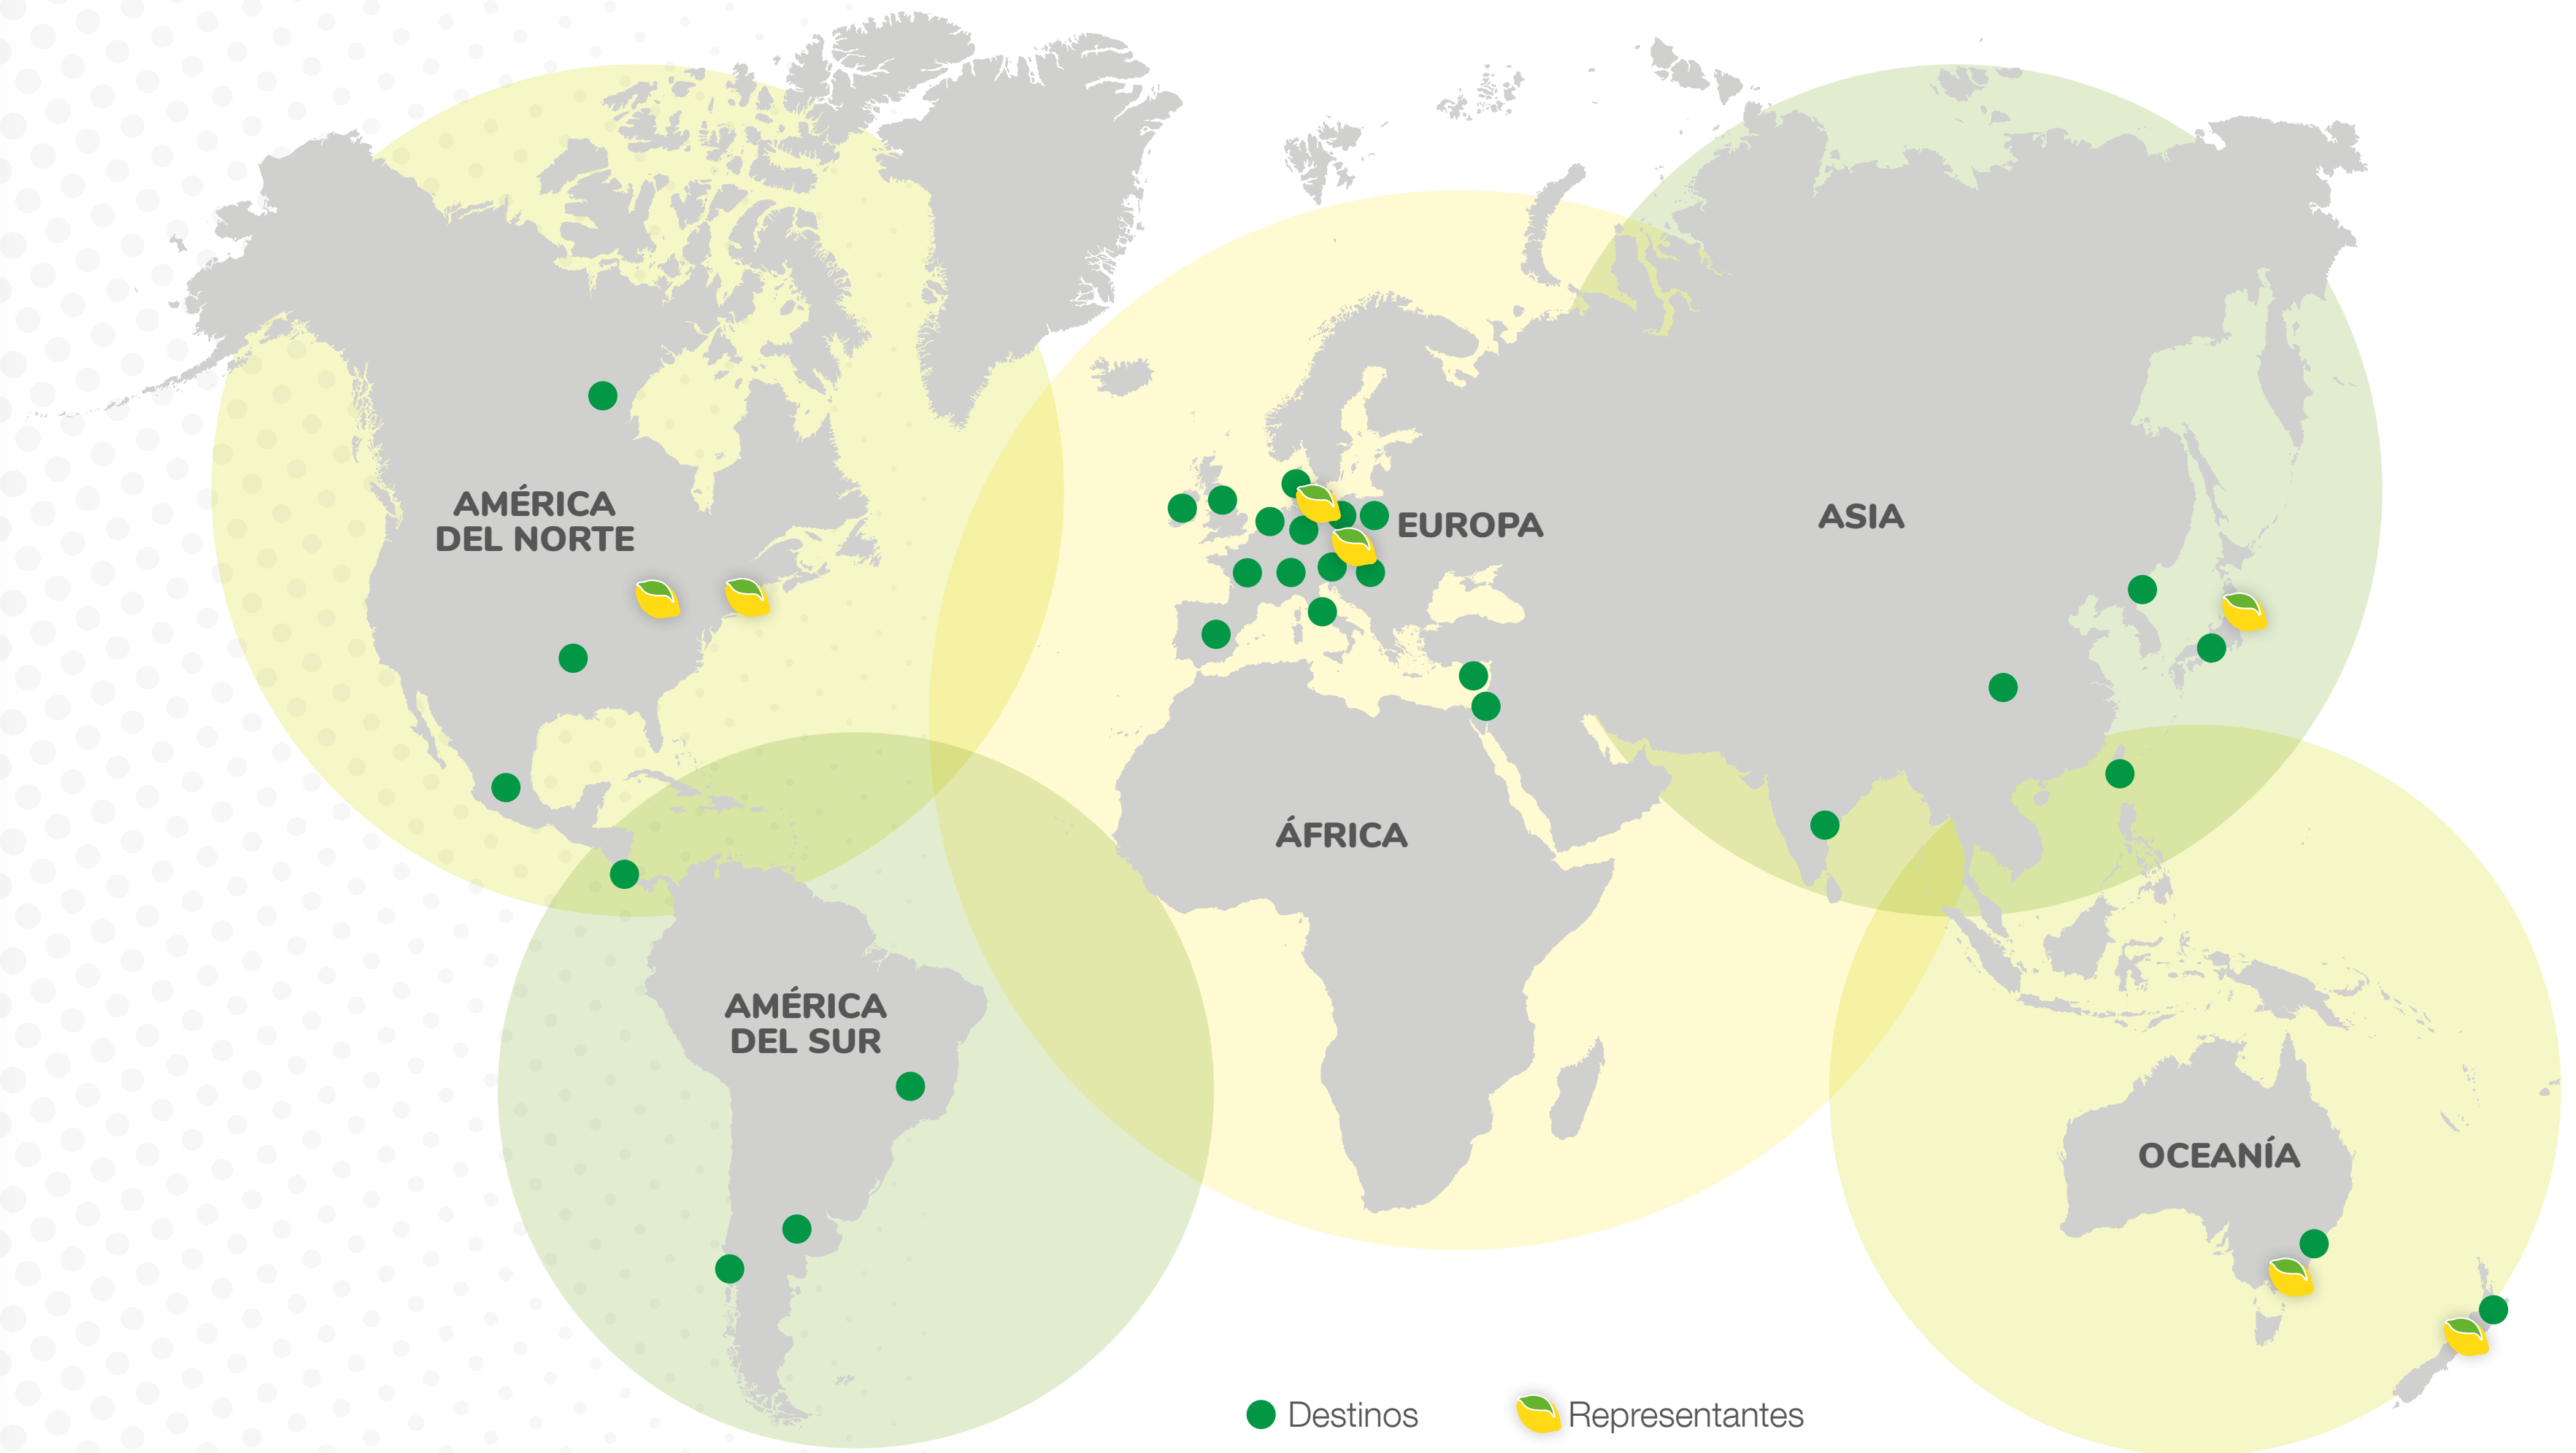 AMÉRICA
DEL NORTE
EUROPA
ASIA
ÁFRICA
AMÉRICA
DEL SUR
OCEANÍA
Destinos
Representantes